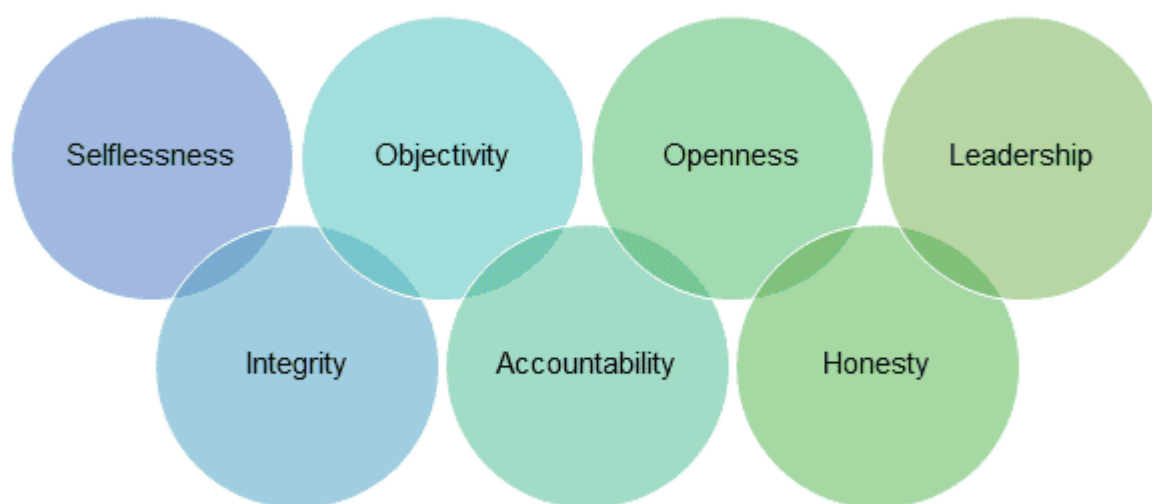 Selflessness
Objectivity
Openness
Leadership
Integrity
Accountability
Honesty